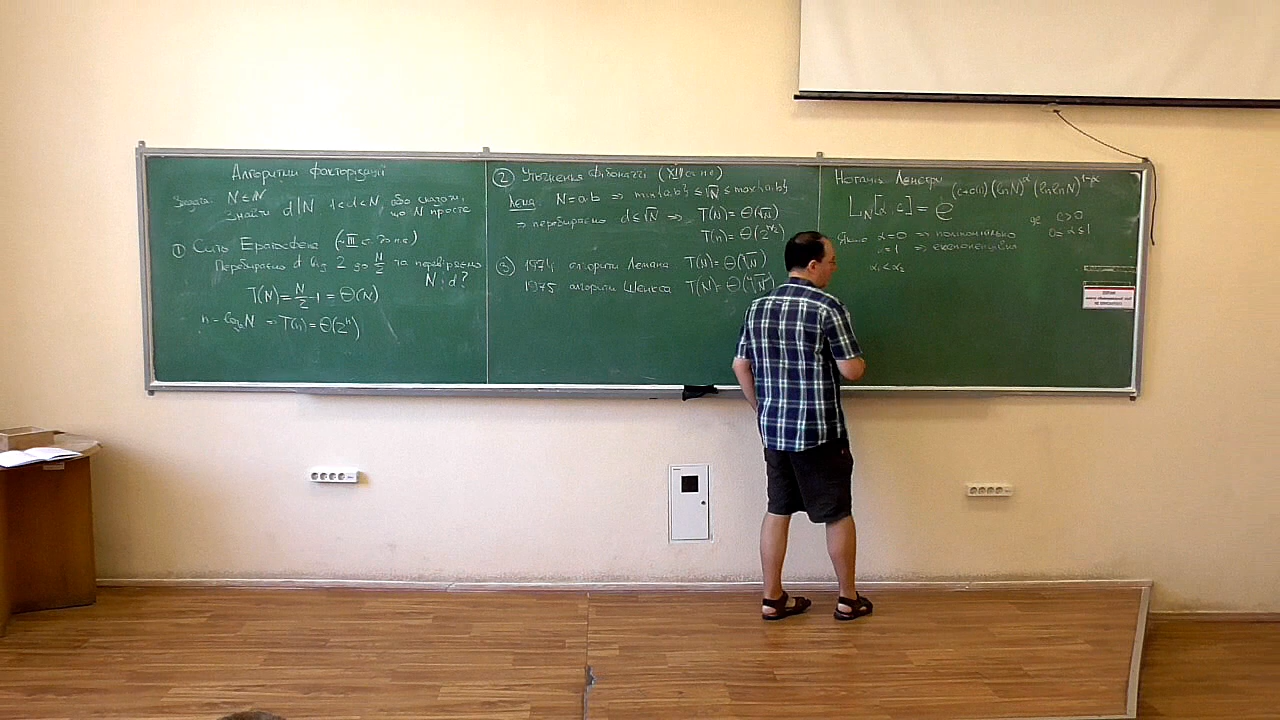 Алгоритми факторизації
Задача: N ∈ ℕ
Знайти d | N, 1 < d < N, або сказати,
що N просте
① Сито Ератосфена (~III ст. до н.е)
Перебираємо d від 2 до N/2 та перевіряємо
N ⋮ d?
T(N) = N/2 - 1 = Θ(N)
n = log₂N ⇒ T(n) = Θ(2ⁿ)
② Уточнення Фібоначчі (XIII ст н.е)
Лема: N = a·b ⇒ min{a,b} ≤ √N ≤ max{a,b}
⇒ перебираємо d ≤ √N ⇒ T(N) = Θ(√N)
T(n) = Θ(2^(n/2))
③ 1974 алгоритм Лемана T(N) = Θ(∛N)
1975 алгоритм Шенкса T(N) = Θ(∜N)
Нотація Ленстри
L_N[α, c] = e^((c+o(1)) (ln N)^α (ln ln N)^(1-α))
де c > 0
0 ≤ α ≤ 1
Якщо α = 0 ⇒ поліноміально
α = 1 ⇒ експоненційна
α₁ < α₂